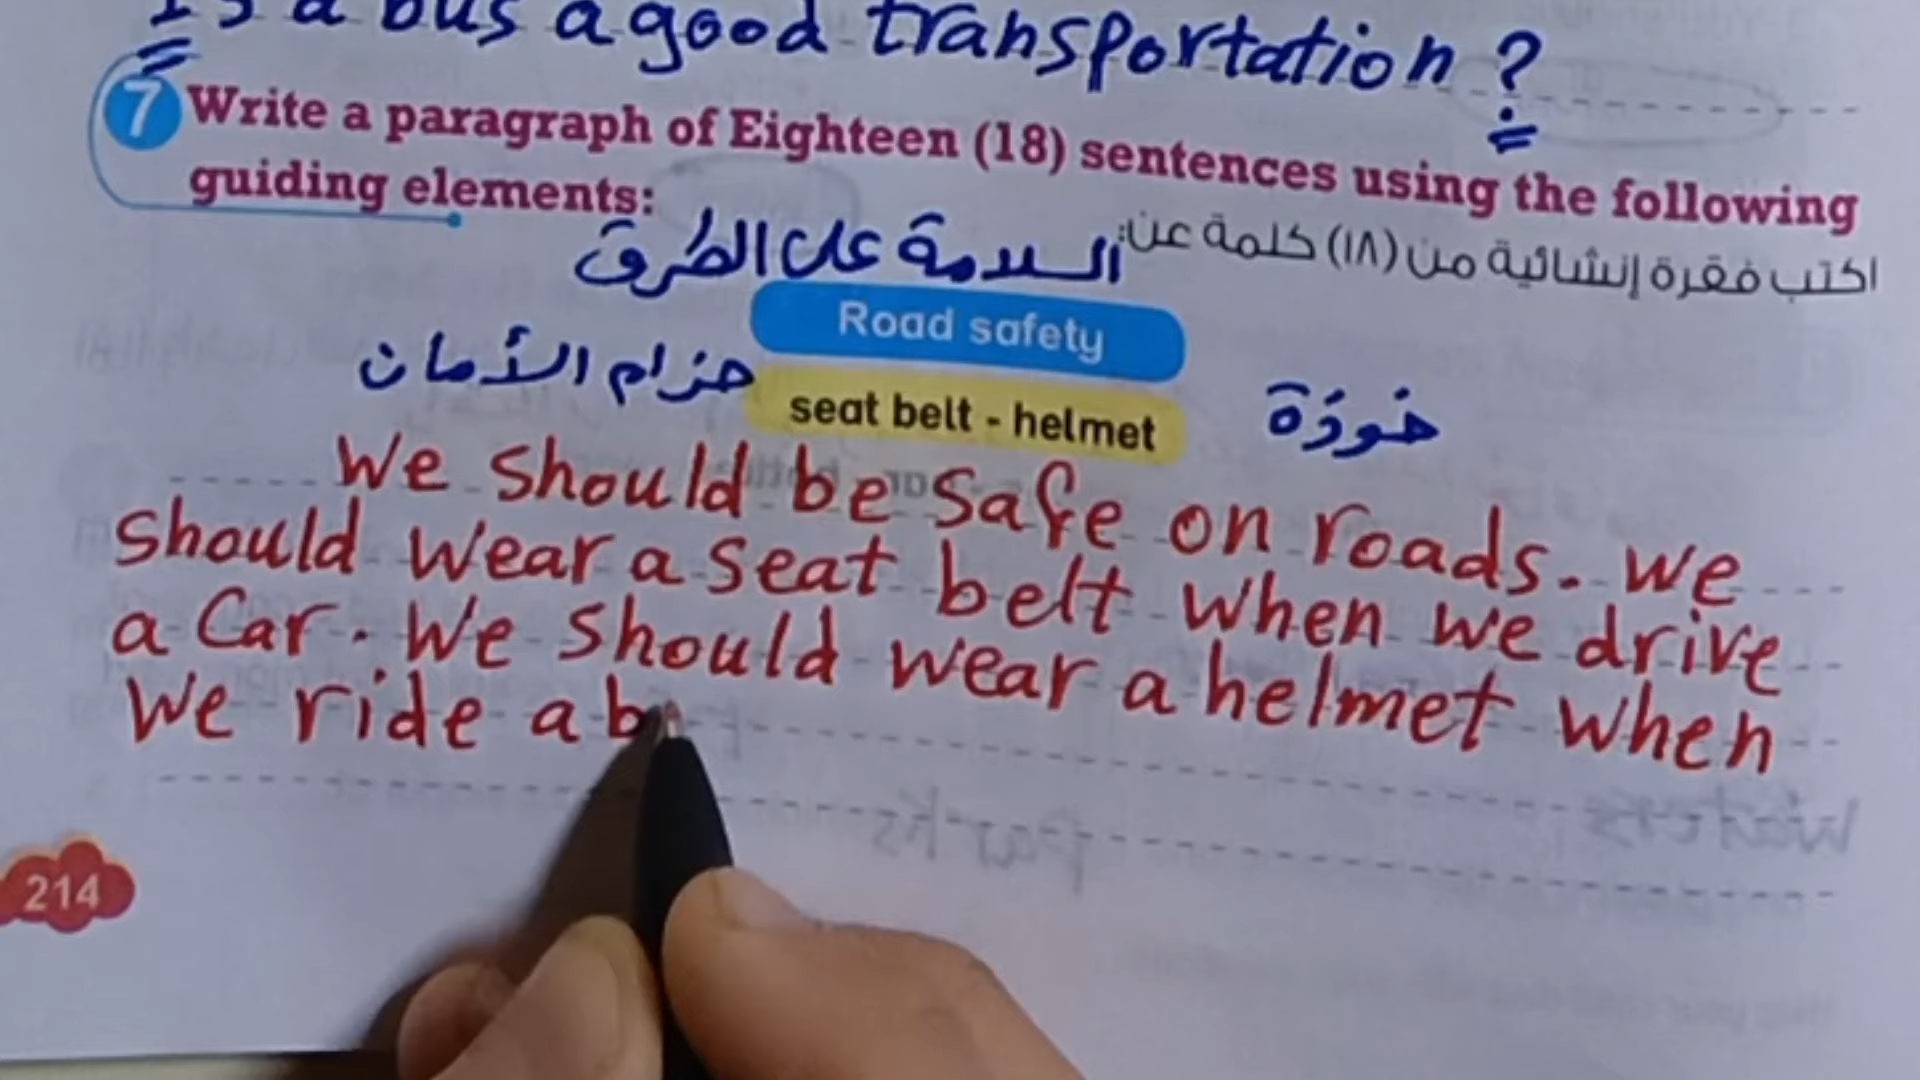 Is a bus a good transportation?
7 Write a paragraph of Eighteen (18) sentences using the following
guiding elements:
اكتب فقرة إنشائية من (١٨) كلمة عن:
السلامة على الطرق
Road safety
حزام الأمان
seat belt - helmet
خوذة
We should be safe on roads. We
should wear a seat belt when we drive
a Car. We should wear a helmet when
we ride a b
214